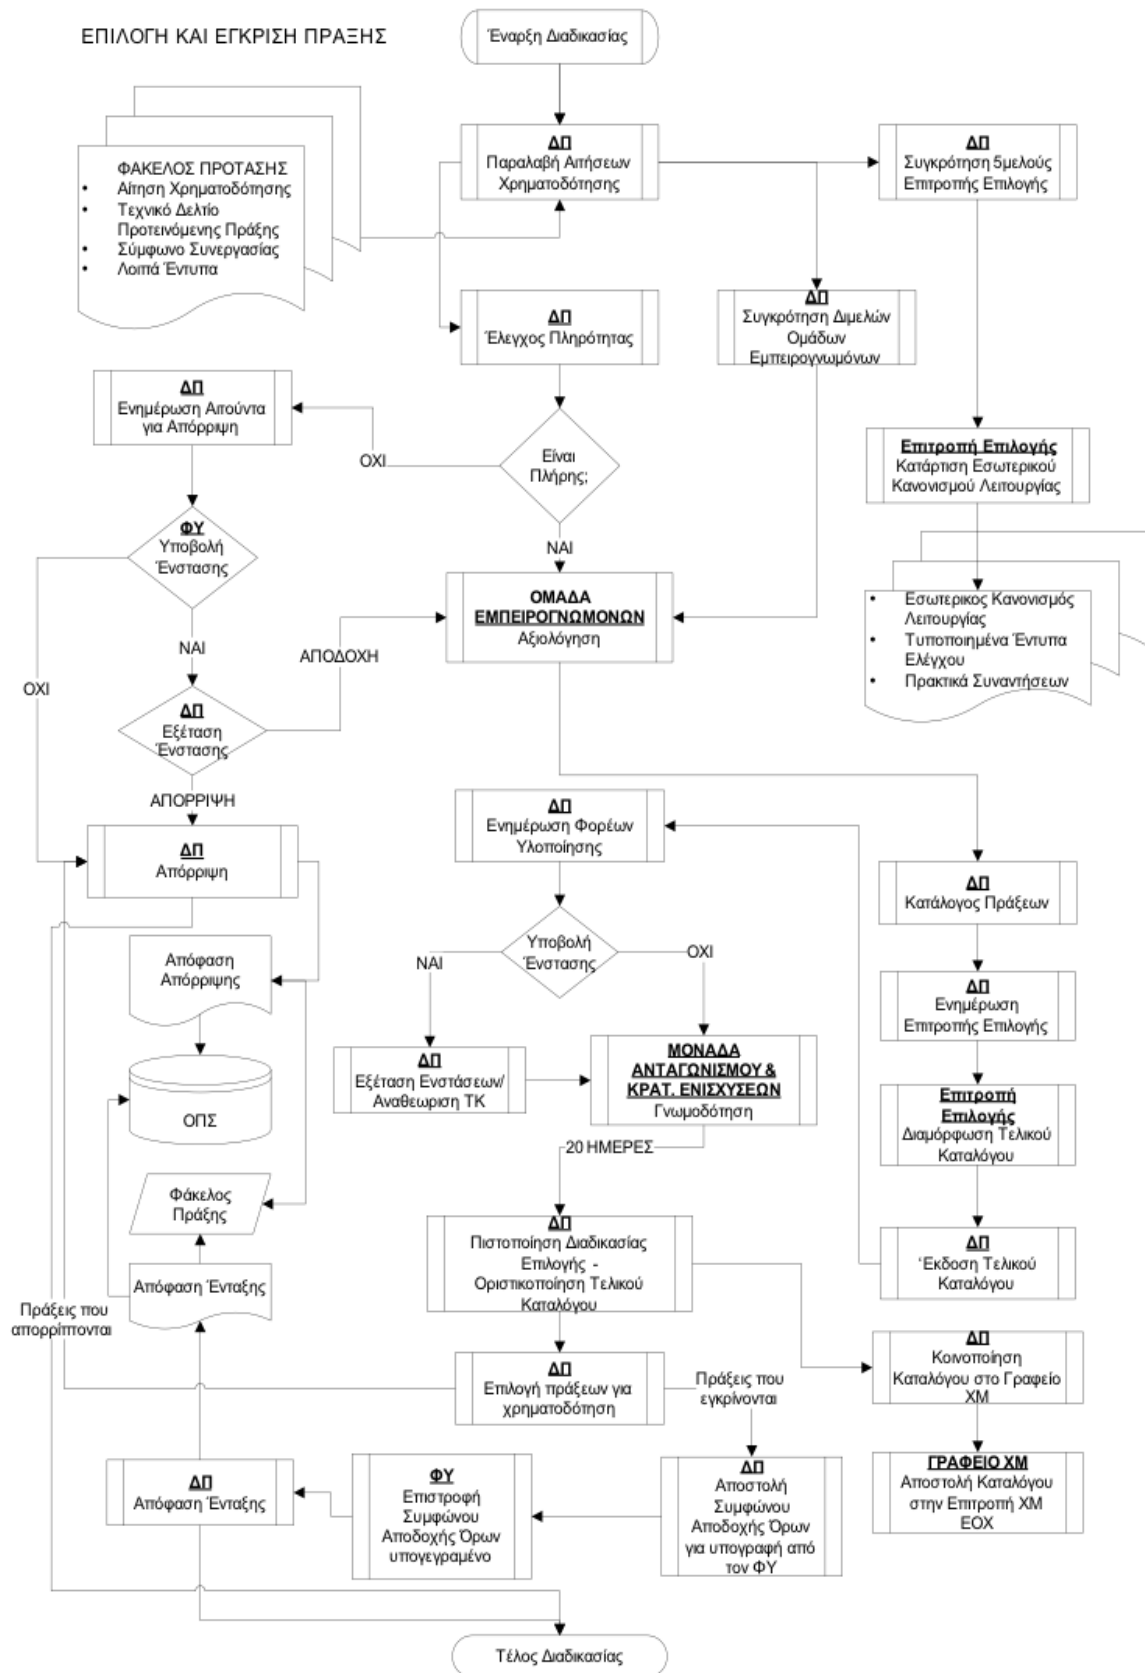 ΕΠΙΛΟΓΗ ΚΑΙ ΕΓΚΡΙΣΗ ΠΡΑΞΗΣ
Έναρξη Διαδικασίας
ΔΠ
Παραλαβή Αιτήσεων
Χρηματοδότησης
ΔΠ
Συγκρότηση 5μελούς
Επιτροπής Επιλογής
ΦΑΚΕΛΟΣ ΠΡΟΤΑΣΗΣ
• Αίτηση Χρηματοδότησης
• Τεχνικό Δελτίο
Προτεινόμενης Πράξης
• Σύμφωνο Συνεργασίας
• Λοιπά Έντυπα
ΔΠ
Έλεγχος Πληρότητας
ΔΠ
Συγκρότηση Διμελών
Ομάδων
Εμπειρογνωμόνων
ΔΠ
Ενημέρωση Αιτούντα
για Απόρριψη
ΟΧΙ
Είναι
Πλήρης;
Επιτροπή Επιλογής
Κατάρτιση Εσωτερικού
Κανονισμού Λειτουργίας
ΦΥ
Υποβολή
Ένστασης
ΝΑΙ
ΟΜΑΔΑ
ΕΜΠΕΙΡΟΓΝΩΜΟΝΩΝ
Αξιολόγηση
• Εσωτερικος Κανονισμός
Λειτουργίας
• Τυποποιημένα Έντυπα
Ελέγχου
• Πρακτικά Συναντήσεων
ΝΑΙ
ΑΠΟΔΟΧΗ
ΟΧΙ
ΔΠ
Εξέταση
Ένστασης
ΑΠΟΡΡΙΨΗ
ΔΠ
Απόρριψη
ΔΠ
Ενημέρωση Φορέων
Υλοποίησης
ΔΠ
Κατάλογος Πράξεων
Απόφαση
Απόρριψης
ΝΑΙ
Υποβολή
Ένστασης
ΟΧΙ
ΔΠ
Ενημέρωση
Επιτροπής Επιλογής
ΟΠΣ
ΔΠ
Εξέταση Ενστάσεων/
Αναθεωριση ΤΚ
ΜΟΝΑΔΑ
ΑΝΤΑΓΩΝΙΣΜΟΥ &
ΚΡΑΤ. ΕΝΙΣΧΥΣΕΩΝ
Γνωμοδότηση
Επιτροπή
Επιλογής
Διαμόρφωση Τελικού
Καταλόγου
20 ΗΜΕΡΕΣ
Φάκελος
Πράξης
ΔΠ
Πιστοποίηση Διαδικασίας
Επιλογής -
Οριστικοποίηση Τελικού
Καταλόγου
ΔΠ
Έκδοση Τελικού
Καταλόγου
Απόφαση Ένταξης
Πράξεις που
απορρίπτονται
ΔΠ
Κοινοποίηση
Καταλόγου στο Γραφείο
ΧΜ
ΔΠ
Επιλογή πράξεων για
χρηματοδότηση
Πράξεις που
εγκρίνονται
ΔΠ
Απόφαση Ένταξης
ΦΥ
Επιστροφή
Συμφώνου
Αποδοχής Όρων
υπογεγραμένο
ΔΠ
Αποστολή
Συμφώνου
Αποδοχής Όρων
για υπογραφή από
τον ΦΥ
ΓΡΑΦΕΙΟ ΧΜ
Αποστολή Καταλόγου
στην Επιτροπή ΧΜ
ΕΟΧ
Τέλος Διαδικασίας